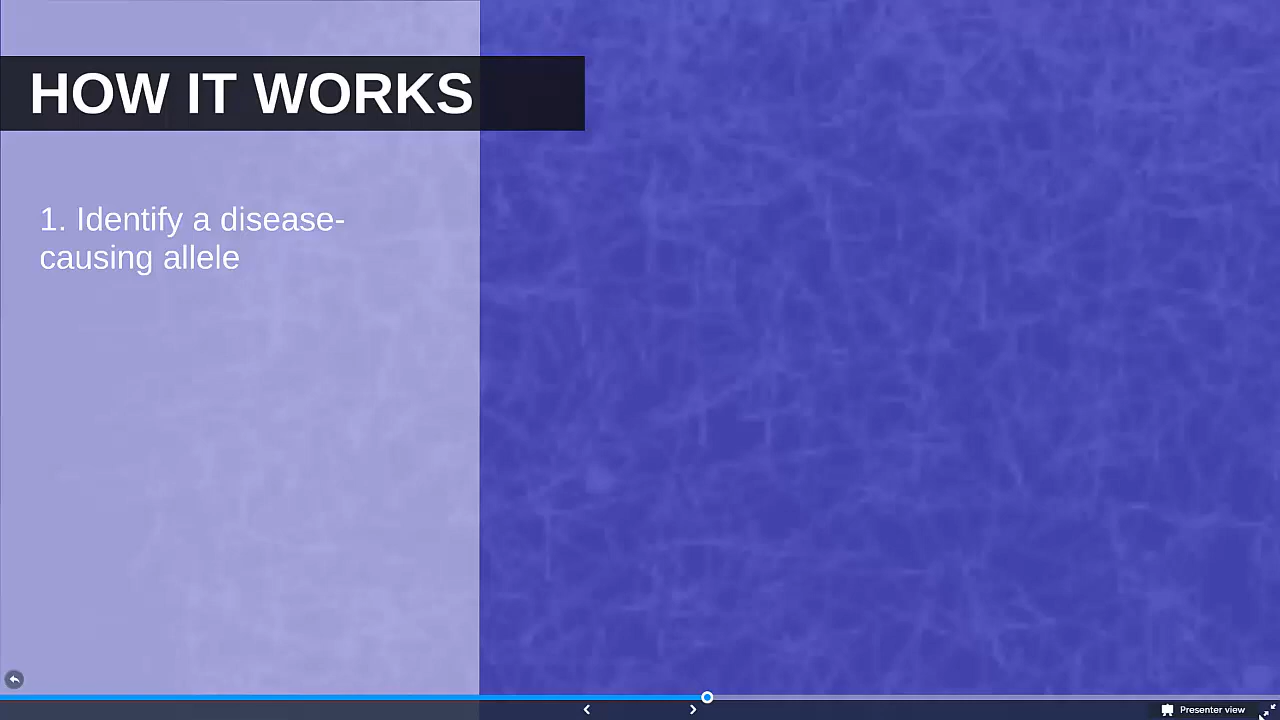 HOW IT WORKS
1. Identify a disease-
causing allele
Presenter view